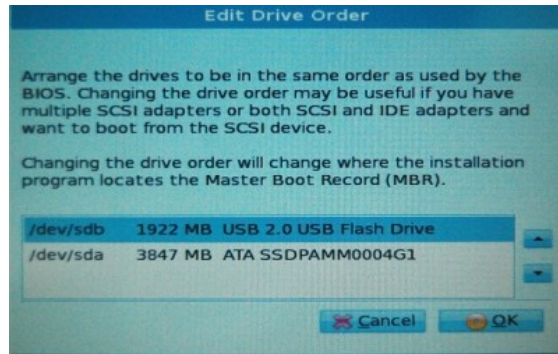 Edit Drive Order
Arrange the drives to be in the same order as used by the
BIOS. Changing the drive order may be useful if you have
multiple SCSI adapters or both SCSI and IDE adapters and
want to boot from the SCSI device.
Changing the drive order will change where the installation
program locates the Master Boot Record (MBR).
/dev/sdb 1922 MB USB 2.0 USB Flash Drive
/dev/sda 3847 MB ATA SSDPAMM0004G1
Cancel OK